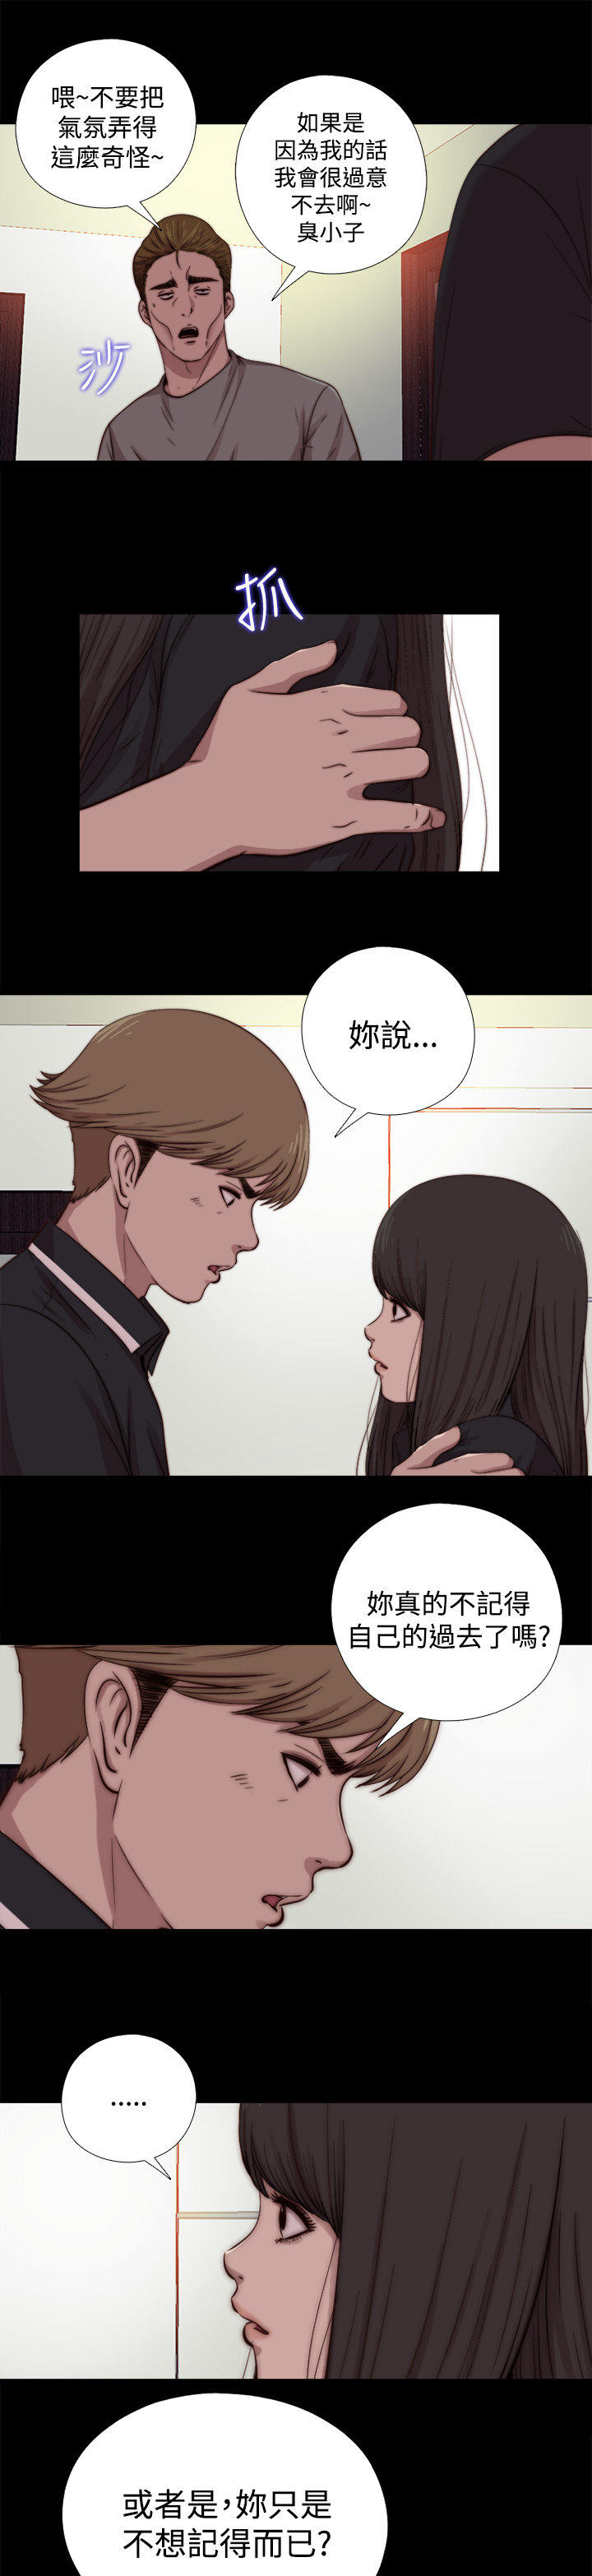 喂~不要把
氣氛弄得
這麼奇怪~
如果是
因為我的話
我會很過意
不去啊~
臭小子
沙
抓
妳說...
妳真的不記得
自己的過去了嗎?
.....
或者是,妳只是
不想記得而已?